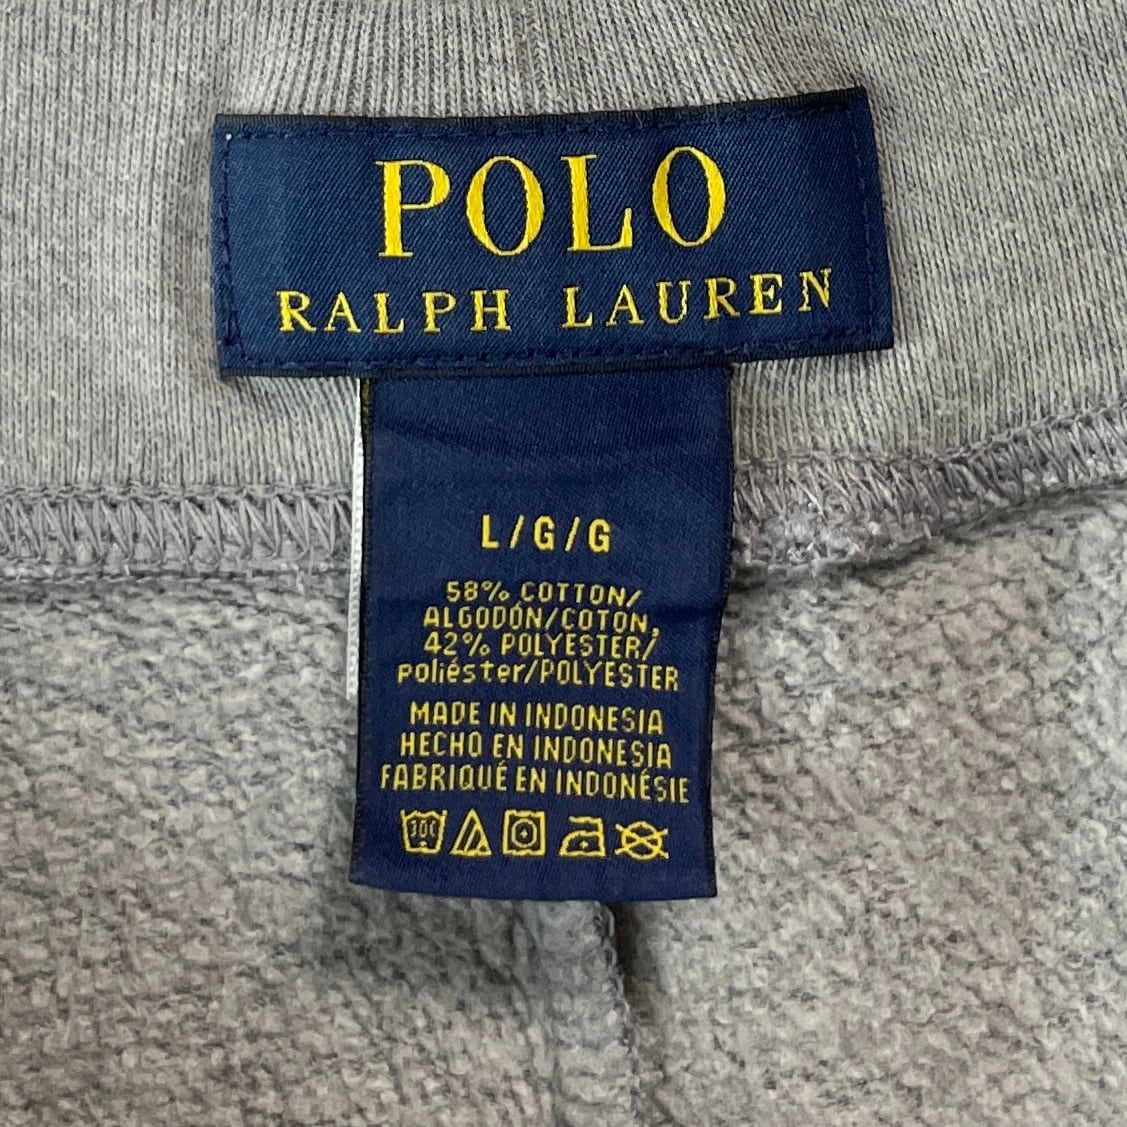 POLO
RALPH LAUREN
L/G/G
58% COTTON/
ALGODÓN/COTON,
42% POLYESTER/
poliéster/POLYESTER
MADE IN INDONESIA
HECHO EN INDONESIA
FABRIQUÉ EN INDONÉSIE